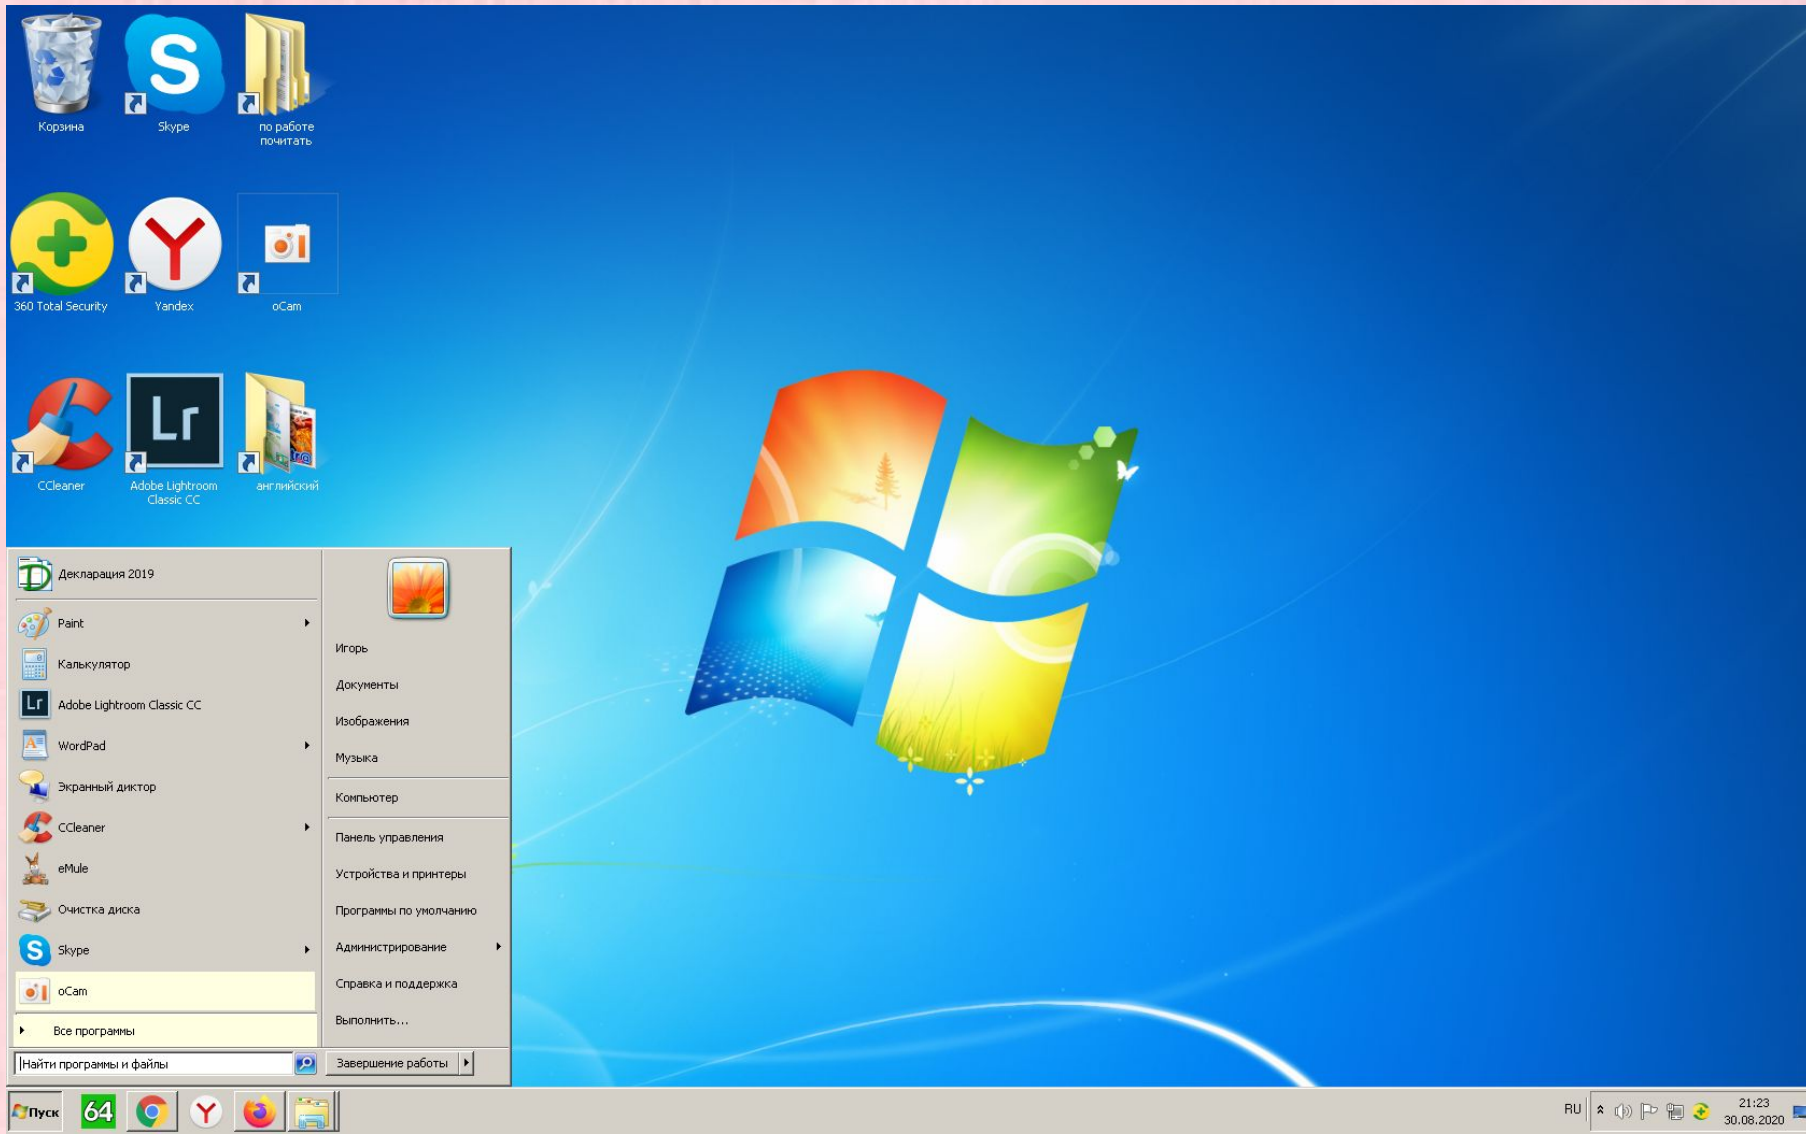 Корзина
Skype
по работе
почитать
360 Total Security
Yandex
oCam
CCleaner
Lr
Adobe Lightroom
Classic CC
английский
Декларация 2019
Paint
Калькулятор
Lr
Adobe Lightroom Classic CC
WordPad
Экранный диктор
CCleaner
eMule
Очистка диска
Skype
oCam
Все программы
Найти программы и файлы
Игорь
Документы
Изображения
Музыка
Компьютер
Панель управления
Устройства и принтеры
Программы по умолчанию
Администрирование
Справка и поддержка
Выполнить...
Завершение работы
Пуск
64
RU
21:23
30.08.2020